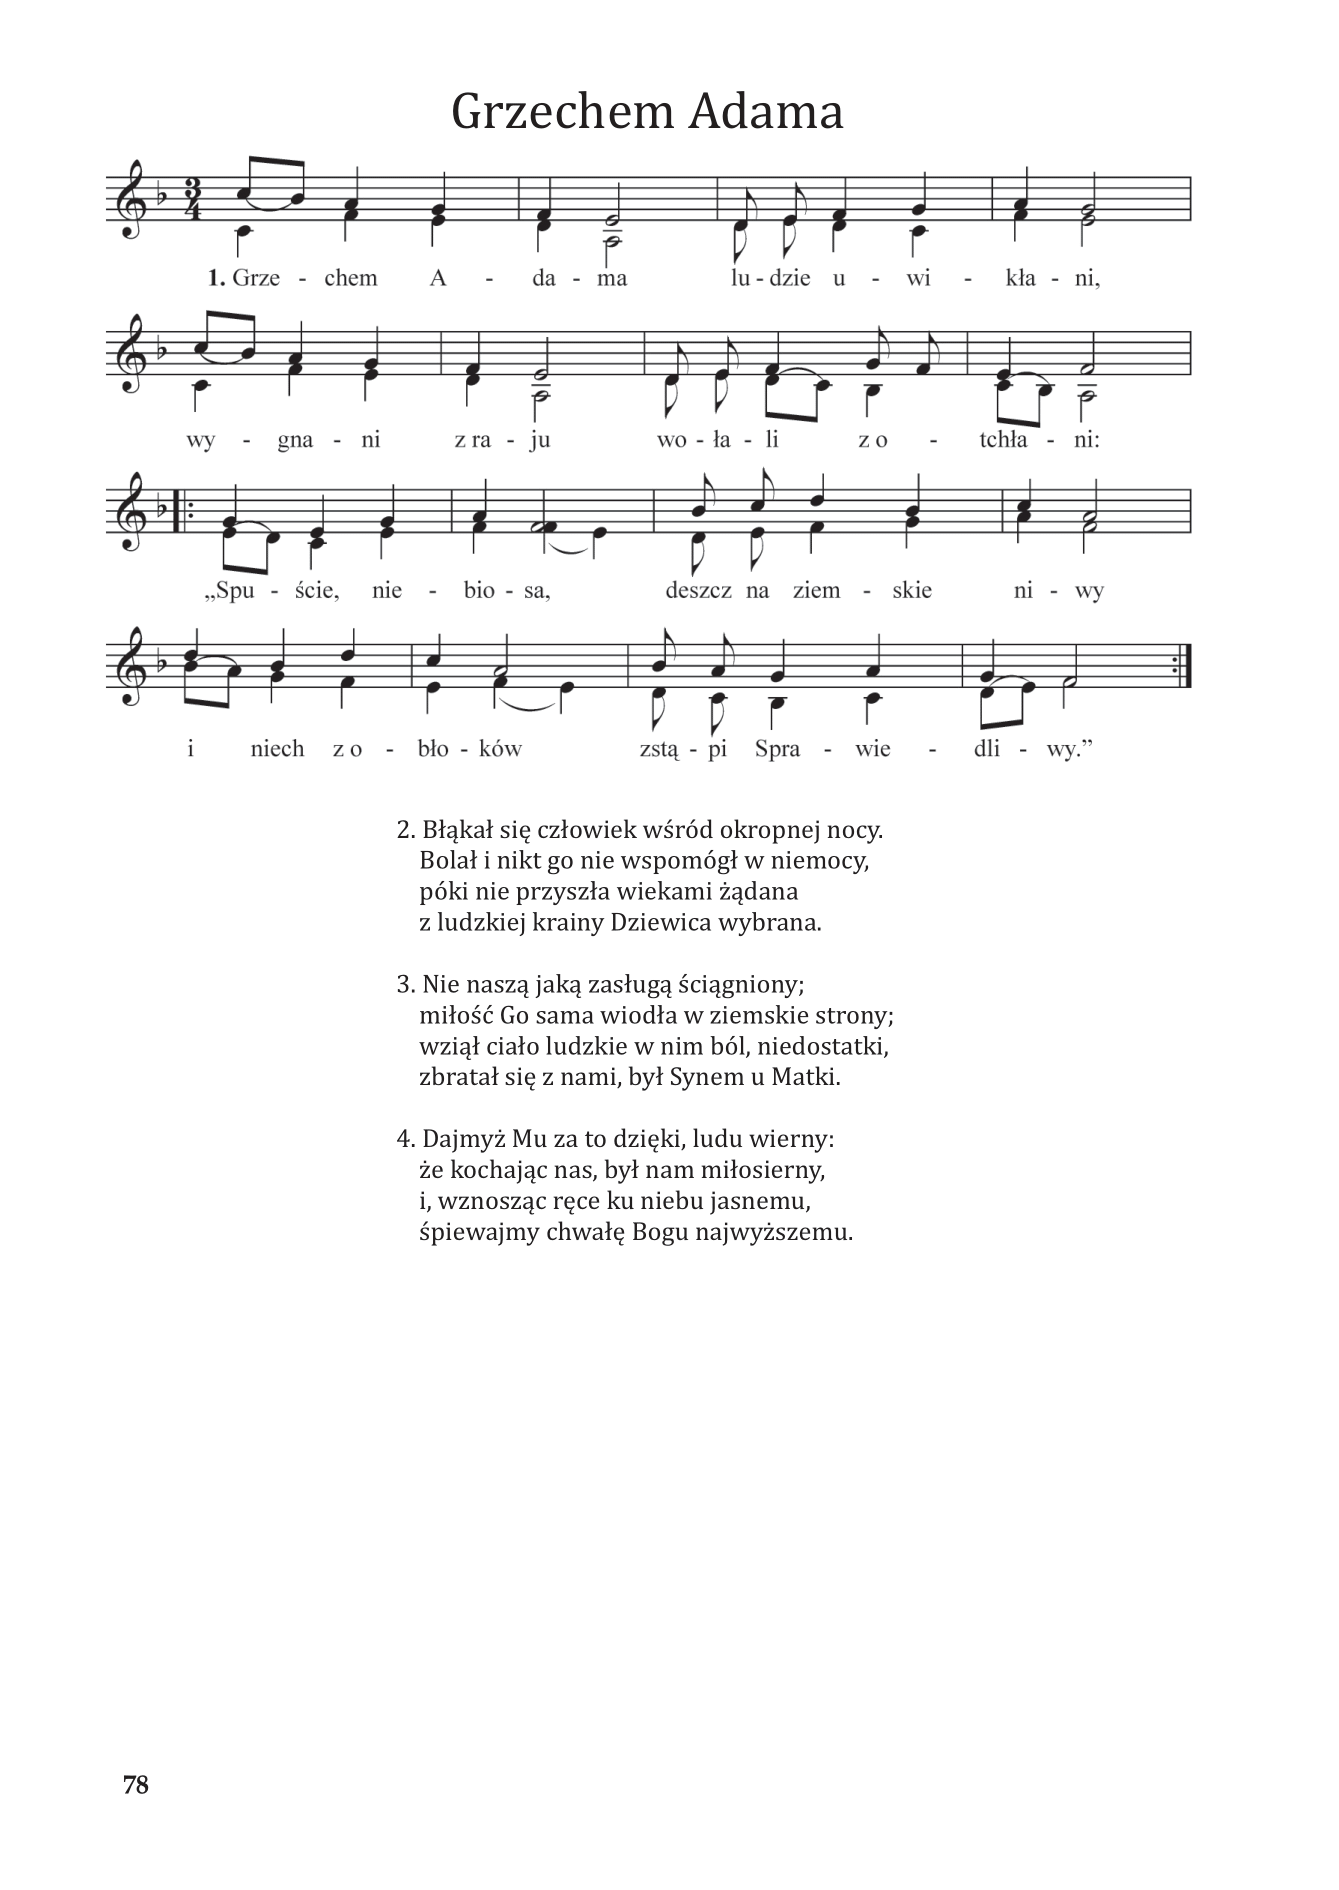 Grzechem Adama
3
4
1. Grze - chem A - da - ma lu - dzie u - wi - kła - ni,
wy - gna - ni z ra - ju wo - ła - li z o - tchła - ni:
„Spu - ście, nie - bio - sa, deszcz na ziem - skie ni - wy
i niech z o - bło - ków zstą - pi Spra - wie - dli - wy.”
2. Błąkał się człowiek wśród okropnej nocy.
Bolał i nikt go nie wspomógł w niemocy,
póki nie przyszła wiekami żądana
z ludzkiej krainy Dziewica wybrana.
3. Nie naszą jaką zasługą ściągniony;
miłość Go sama wiodła w ziemskie strony;
wziął ciało ludzkie w nim ból, niedostatki,
zbratał się z nami, był Synem u Matki.
4. Dajmyż Mu za to dzięki, ludu wierny:
że kochając nas, był nam miłosierny,
i, wznosząc ręce ku niebu jasnemu,
śpiewajmy chwałę Bogu najwyższemu.
78